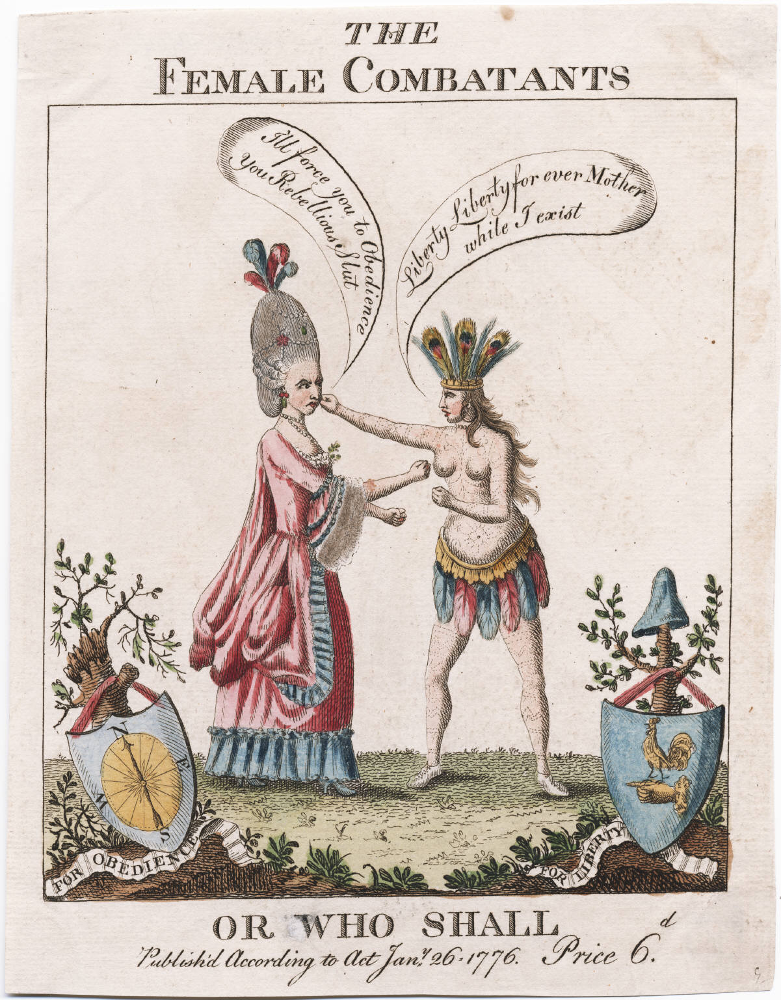 THE
FEMALE COMBATANTS
I'll force you to Obedience
you Rebellious Slut
Liberty Liberty for ever Mother
while I exist
N
E
W
S
FOR OBEDIENCE
FOR LIBERTY
OR WHO SHALL
Publish'd According to Act Jany. 26. 1776. Price 6.d